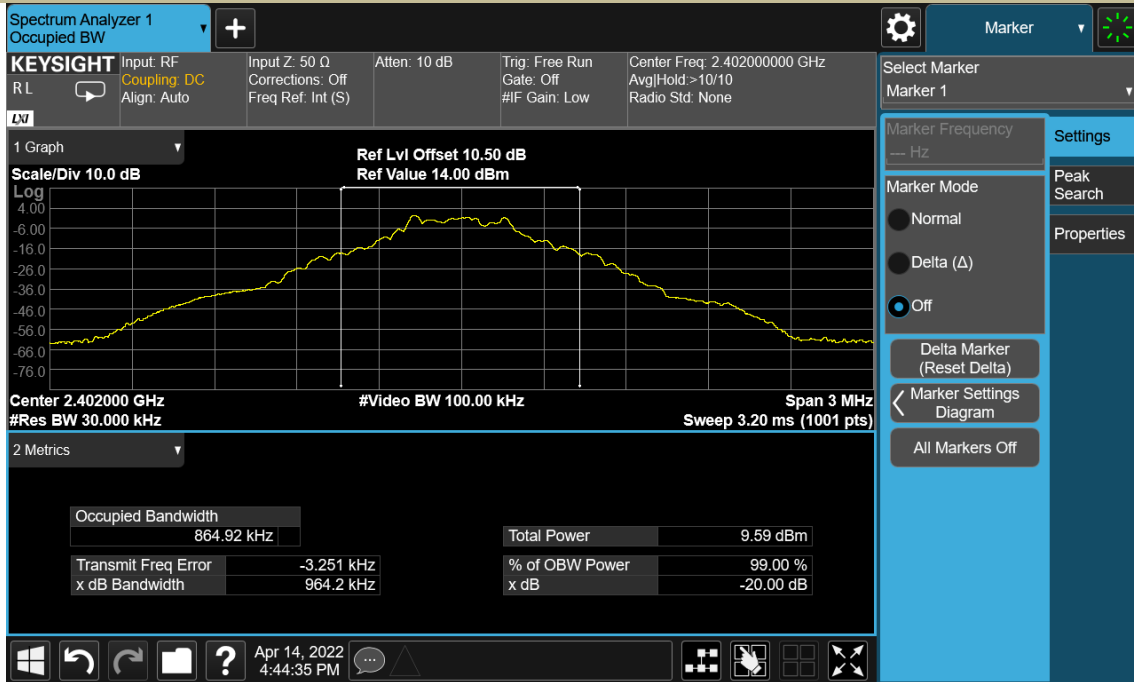 Spectrum Analyzer 1
Occupied BW
+
Marker
KEYSIGHT
R L
LXI
Input: RF
Coupling: DC
Align: Auto
Input Z: 50 Ω
Corrections: Off
Freq Ref: Int (S)
Atten: 10 dB
Trig: Free Run
Gate: Off
#IF Gain: Low
Center Freq: 2.402000000 GHz
Avg|Hold:>10/10
Radio Std: None
Select Marker
Marker 1
1 Graph
Scale/Div 10.0 dB
Ref Lvl Offset 10.50 dB
Ref Value 14.00 dBm
Log
4.00
-6.00
-16.0
-26.0
-36.0
-46.0
-56.0
-66.0
-76.0
Center 2.402000 GHz
#Video BW 100.00 kHz
Span 3 MHz
#Res BW 30.000 kHz
Sweep 3.20 ms (1001 pts)
Marker Frequency
--- Hz
Marker Mode
Normal
Delta (Δ)
Off
Delta Marker
(Reset Delta)
Marker Settings
Diagram
All Markers Off
Settings
Peak
Search
Properties
2 Metrics
Occupied Bandwidth
864.92 kHz
Total Power 9.59 dBm
Transmit Freq Error -3.251 kHz
% of OBW Power 99.00 %
x dB Bandwidth 964.2 kHz
x dB -20.00 dB
?
Apr 14, 2022
4:44:35 PM